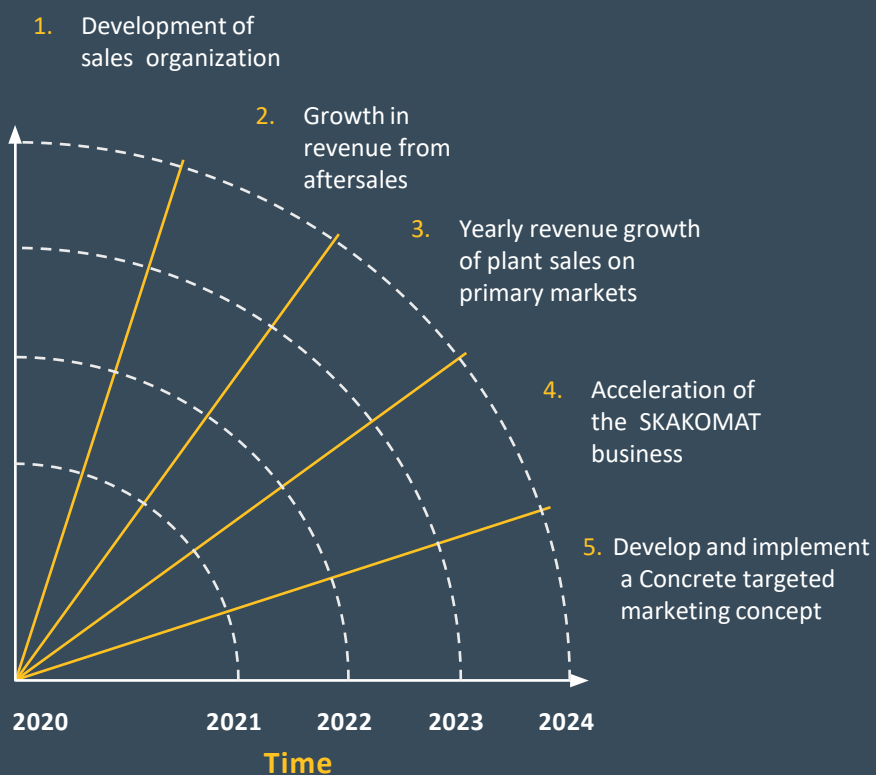 1. Development of
sales organization
2. Growth in
revenue from
aftersales
3. Yearly revenue growth
of plant sales on
primary markets
4. Acceleration of
the SKAKOMAT
business
5. Develop and implement
a Concrete targeted
marketing concept
2020 2021 2022 2023 2024
Time